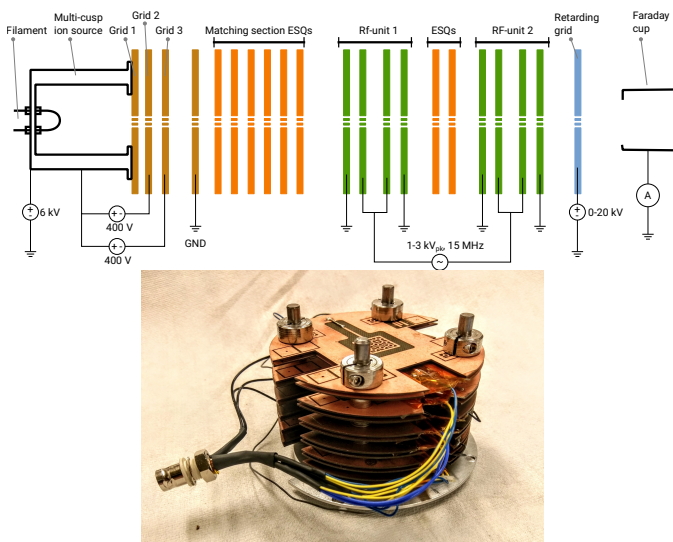 Filament
Multi-cusp
ion source
Grid 1
Grid 2
Grid 3
Matching section ESQs
Rf-unit 1
ESQs
RF-unit 2
Retarding
grid
Faraday
cup
6 kV
400 V
400 V
GND
1-3 kVpk, 15 MHz
0-20 kV
A